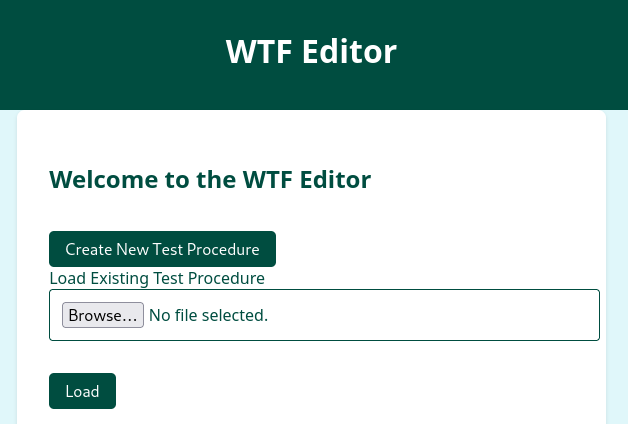 WTF Editor
Welcome to the WTF Editor
Create New Test Procedure
Load Existing Test Procedure
Browse... No file selected.
Load